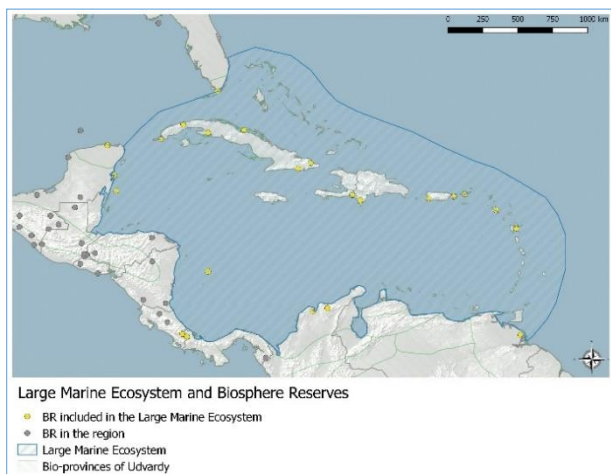 0 250 500 750 1000 km
Large Marine Ecosystem and Biosphere Reserves
BR included in the Large Marine Ecosystem
BR in the region
Large Marine Ecosystem
Bio-provinces of Udvardy